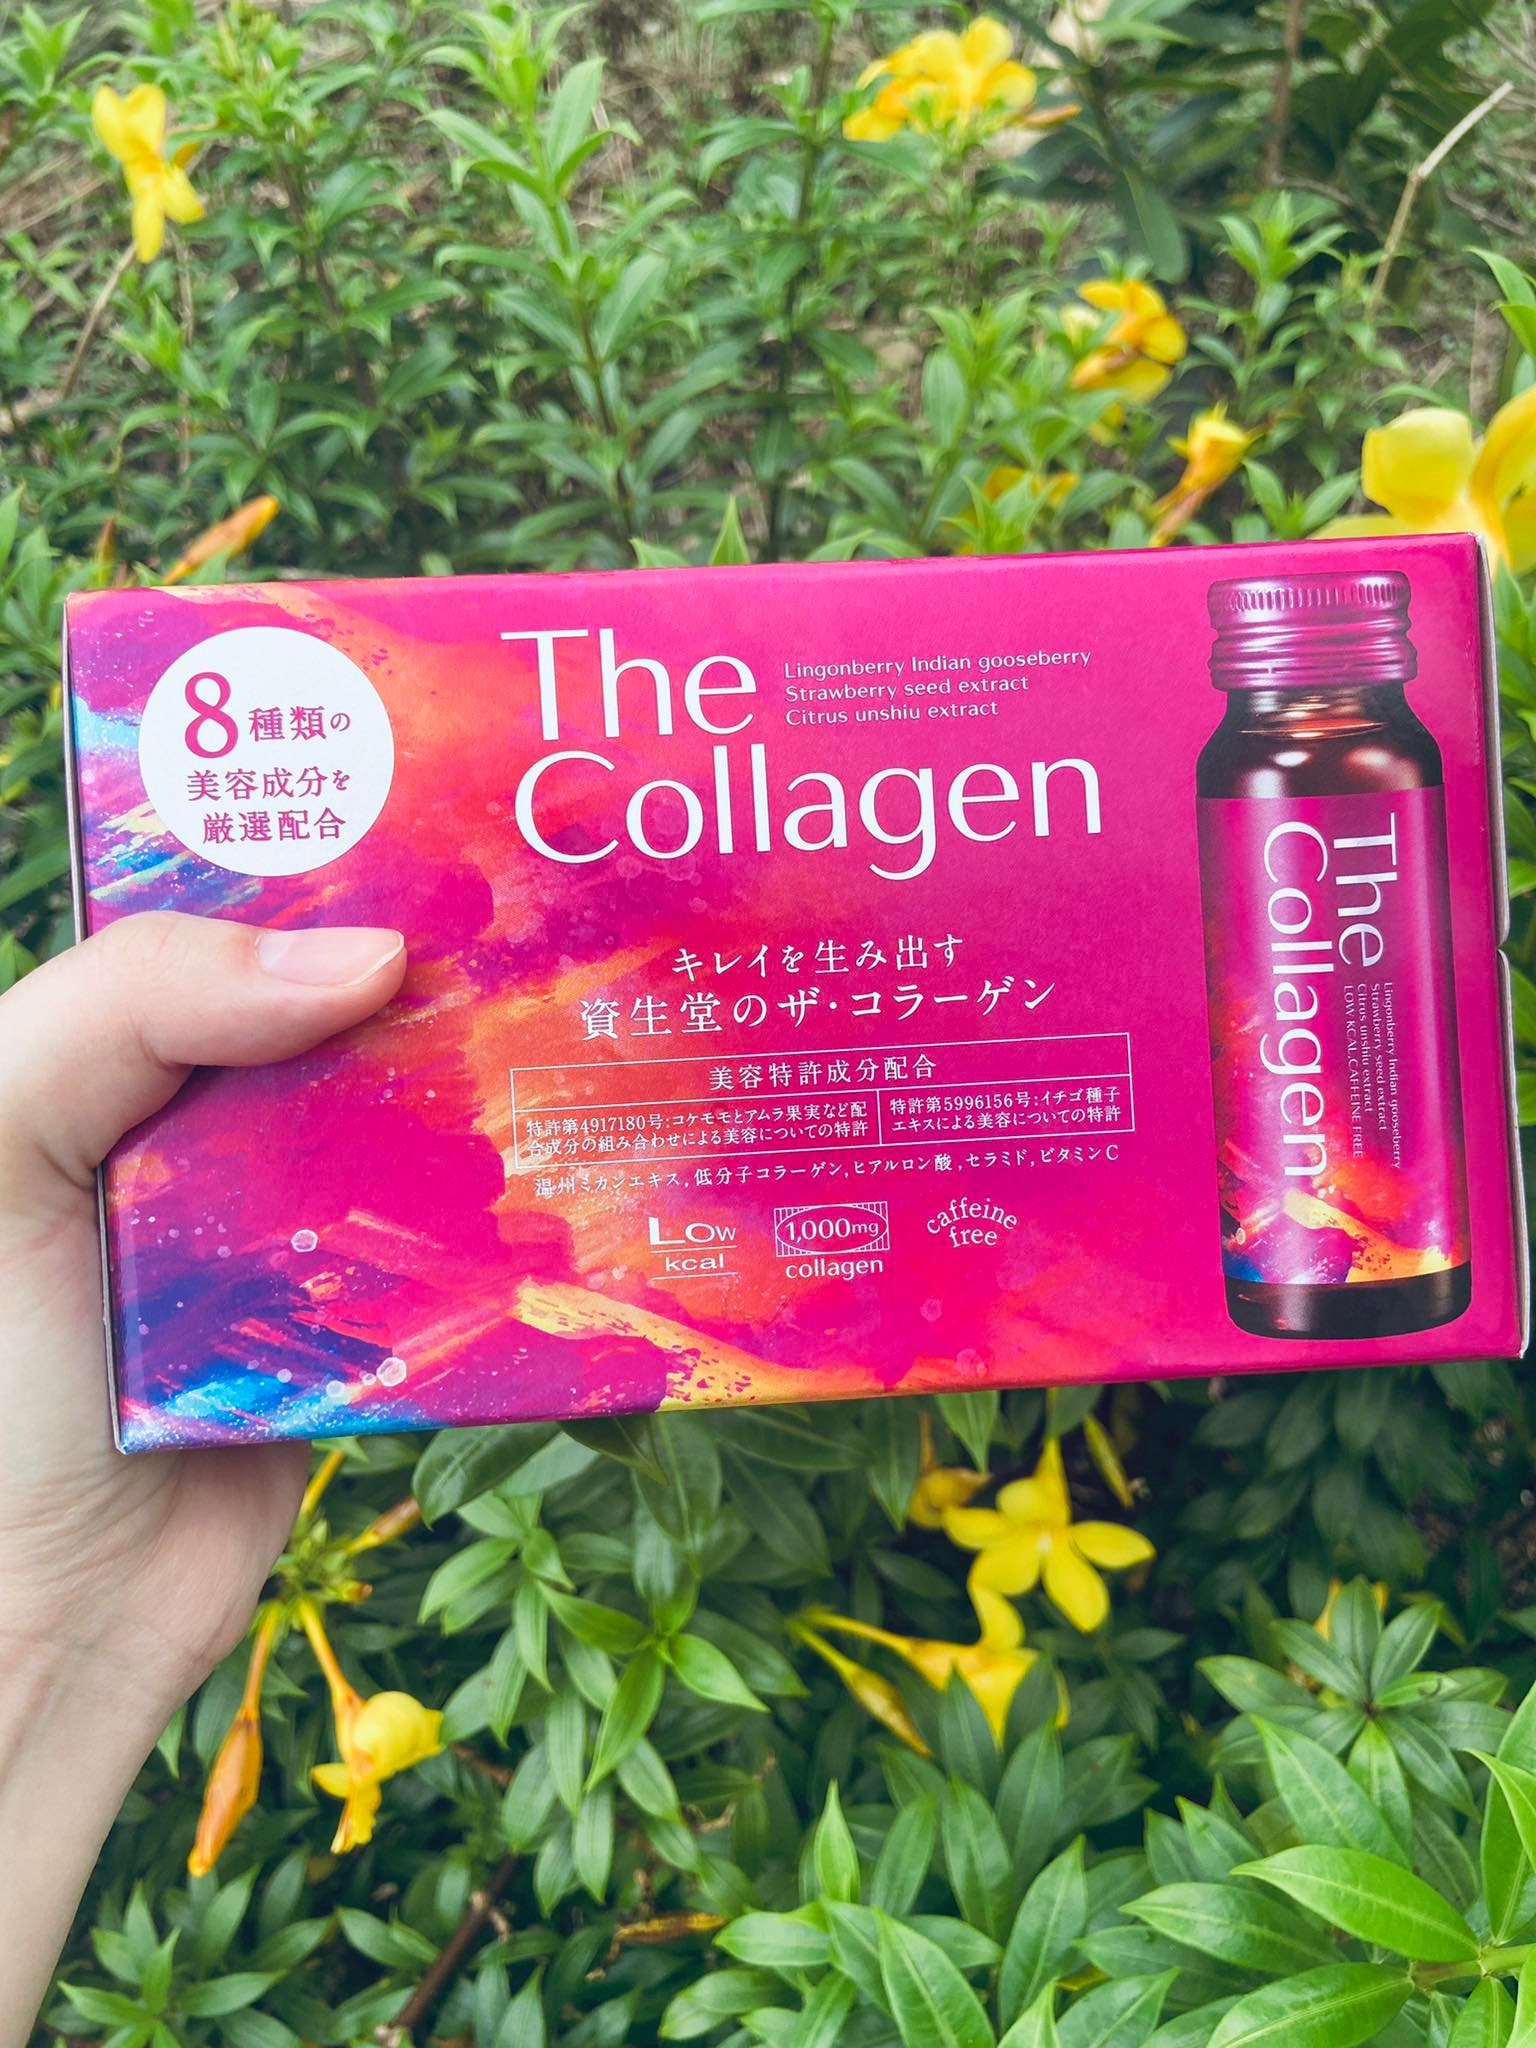 8種類の
美容成分を
厳選配合
The
Collagen
Lingonberry Indian gooseberry
Strawberry seed extract
Citrus unshiu extract
キレイを生み出す
資生堂のザ・コラーゲン
美容特許成分配合
特許第4917180号:コケモモとアムラ果実など配
合成分の組み合わせによる美容についての特許
特許第5996156号:イチゴ種子
エキスによる美容についての特許
温州ミカンエキス, 低分子コラーゲン, ヒアルロン酸, セラミド, ビタミンC
Low
kcal
1,000mg
collagen
caffeine
free
The
Collagen
Lingonberry Indian gooseberry
Strawberry seed extract
Citrus unshiu extract
LOW KCAL,CAFFEINE FREE